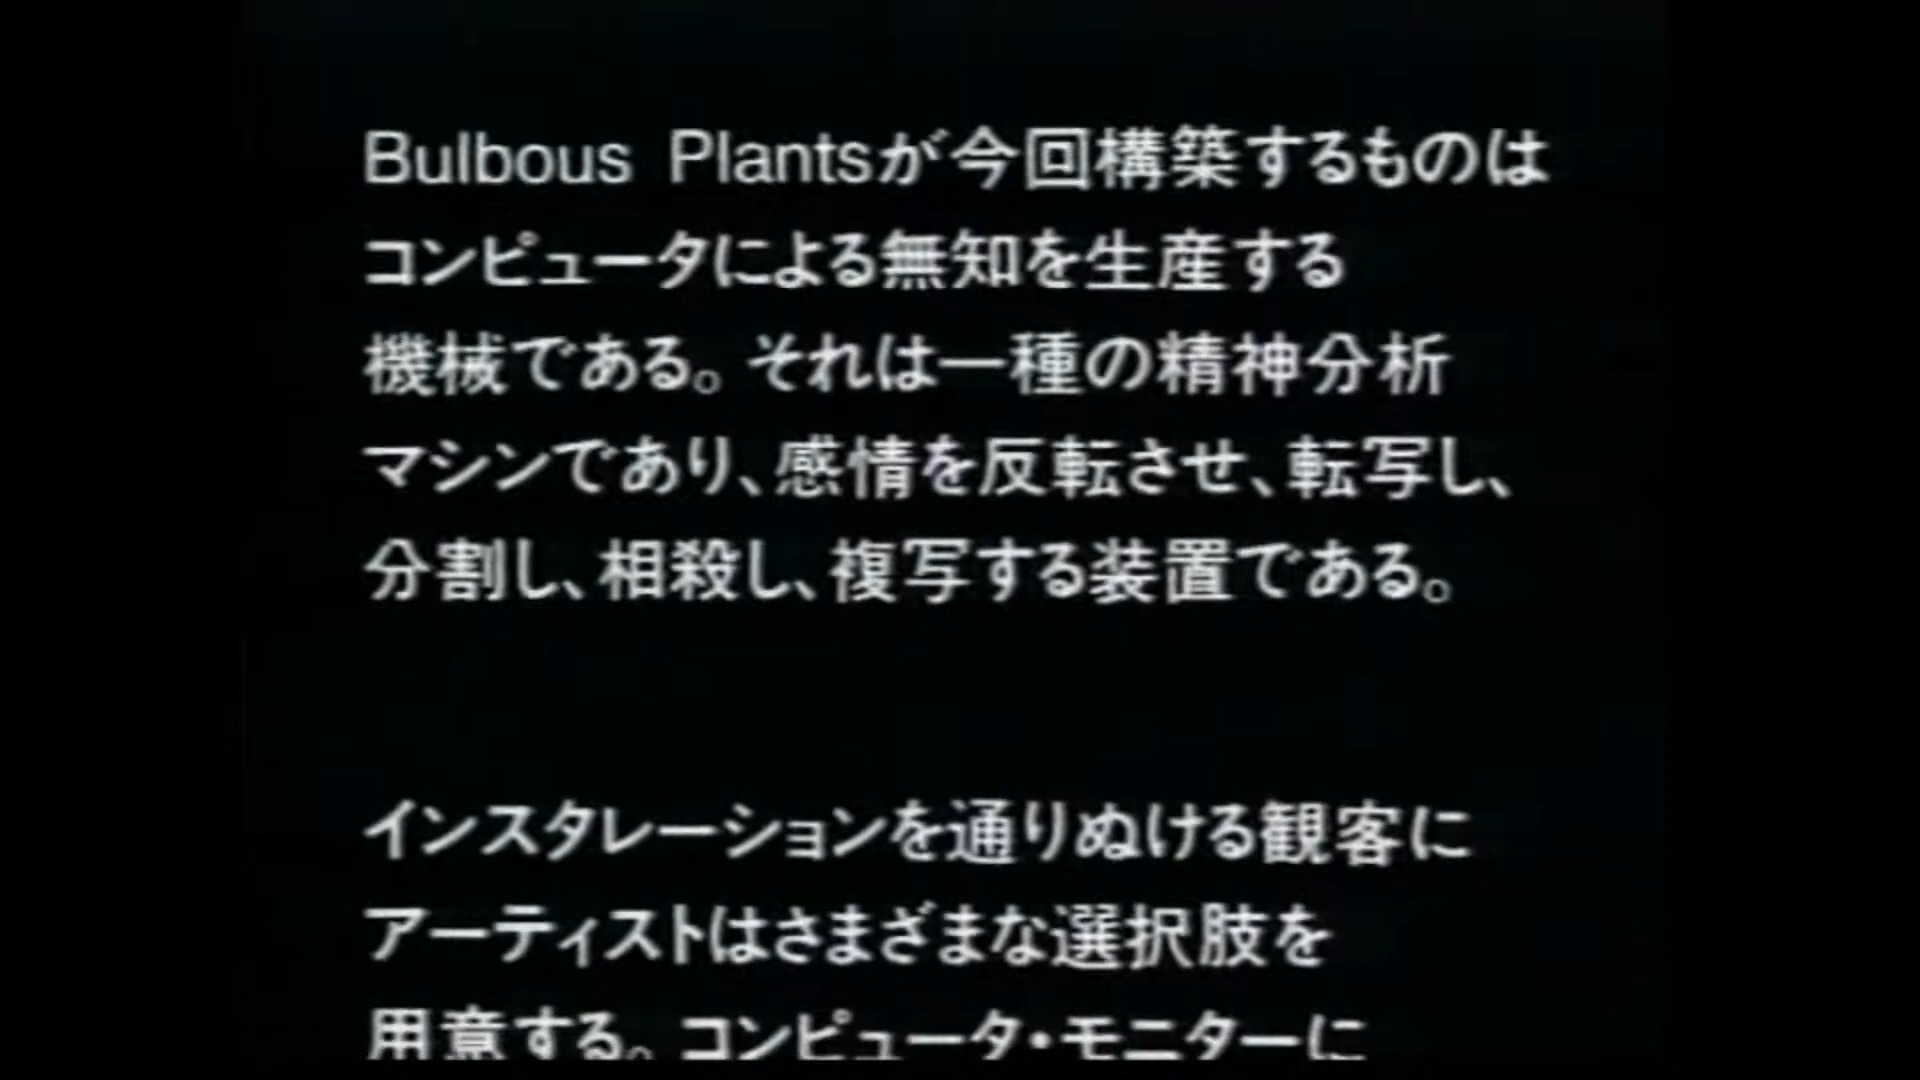 Bulbous Plantsが今回構築するものは
コンピュータによる無知を生産する
機械である。それは一種の精神分析
マシンであり、感情を反転させ、転写し、
分割し、相殺し、複写する装置である。
インスタレーションを通りぬける観客に
アーティストはさまざまな選択肢を
用意する。コンピュータ・モニターに